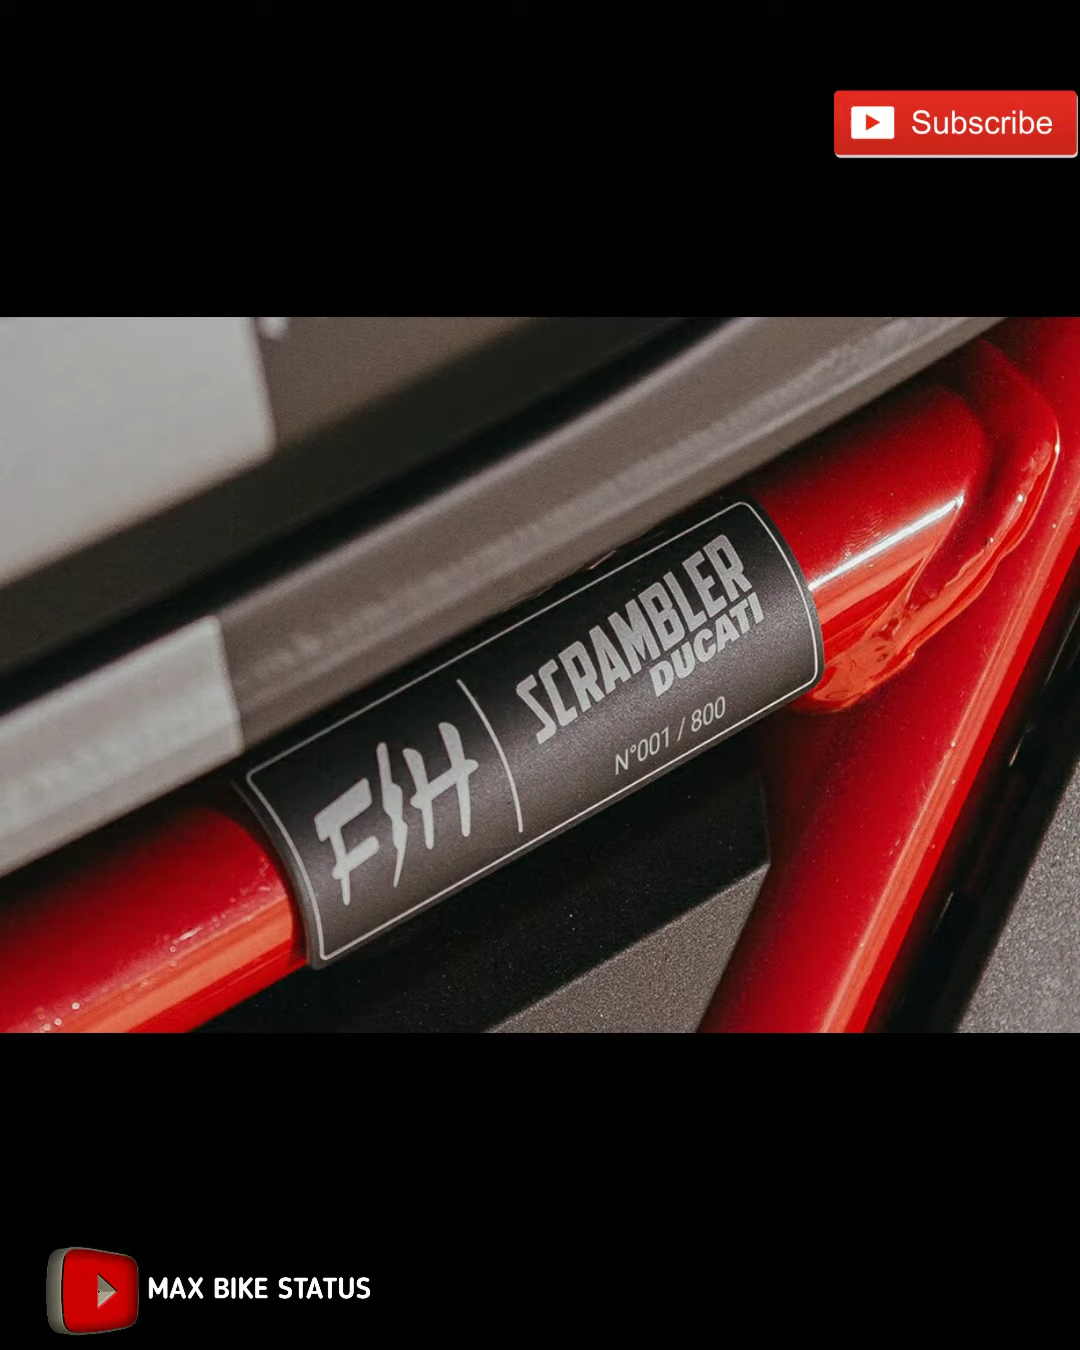 Subscribe
SCRAMBLER
DUCATI
N°001 / 800
F H
MAX BIKE STATUS